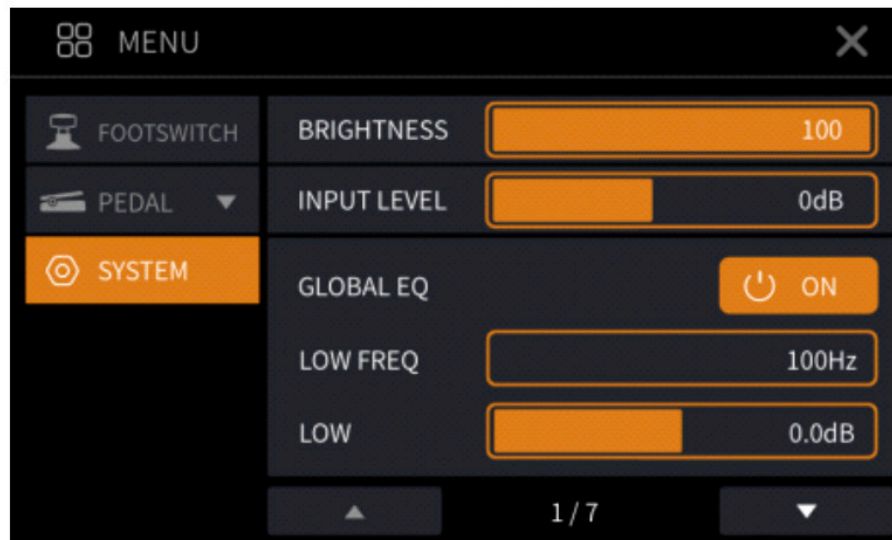 MENU
FOOTSWITCH
PEDAL
SYSTEM
BRIGHTNESS 100
INPUT LEVEL 0dB
GLOBAL EQ ON
LOW FREQ 100Hz
LOW 0.0dB
1/7